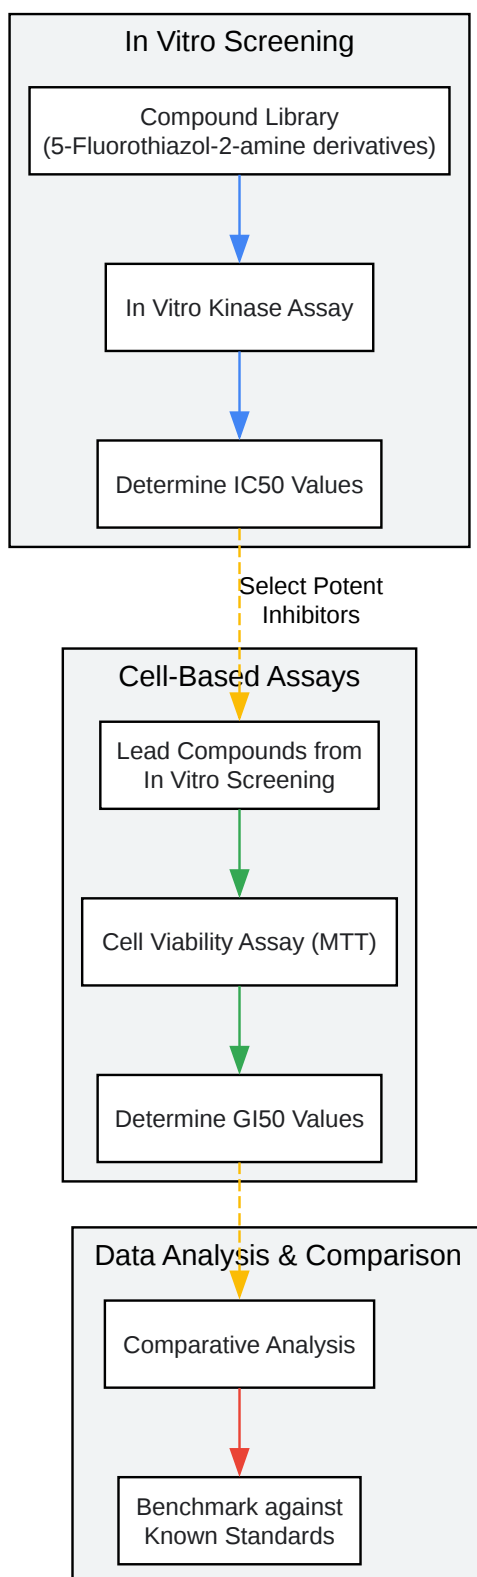 In Vitro Screening
Compound Library
(5-Fluorothiazol-2-amine derivatives)
In Vitro Kinase Assay
Determine IC50 Values
Select Potent
Inhibitors
Cell-Based Assays
Lead Compounds from
In Vitro Screening
Cell Viability Assay (MTT)
Determine GI50 Values
Data Analysis & Comparison
Comparative Analysis
Benchmark against
Known Standards